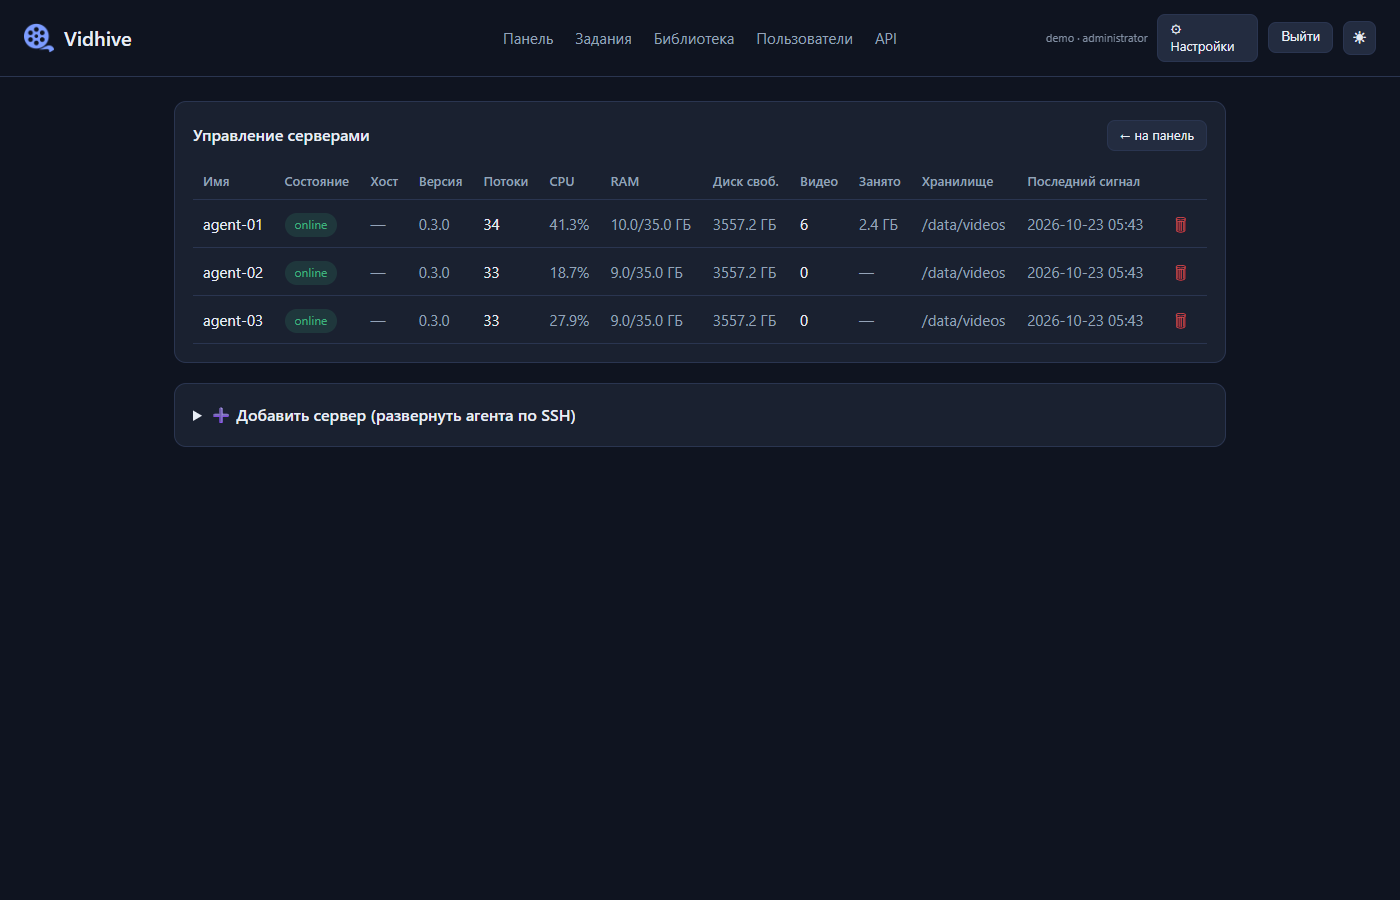 Vidhive
Панель Задания Библиотека Пользователи API
demo · administrator
Настройки
Выйти
Управление серверами
← на панель
Имя Состояние Хост Версия Потоки CPU RAM Диск своб. Видео Занято Хранилище Последний сигнал
agent-01 online — 0.3.0 34 41.3% 10.0/35.0 ГБ 3557.2 ГБ 6 2.4 ГБ /data/videos 2026-10-23 05:43
agent-02 online — 0.3.0 33 18.7% 9.0/35.0 ГБ 3557.2 ГБ 0 — /data/videos 2026-10-23 05:43
agent-03 online — 0.3.0 33 27.9% 9.0/35.0 ГБ 3557.2 ГБ 0 — /data/videos 2026-10-23 05:43
Добавить сервер (развернуть агента по SSH)